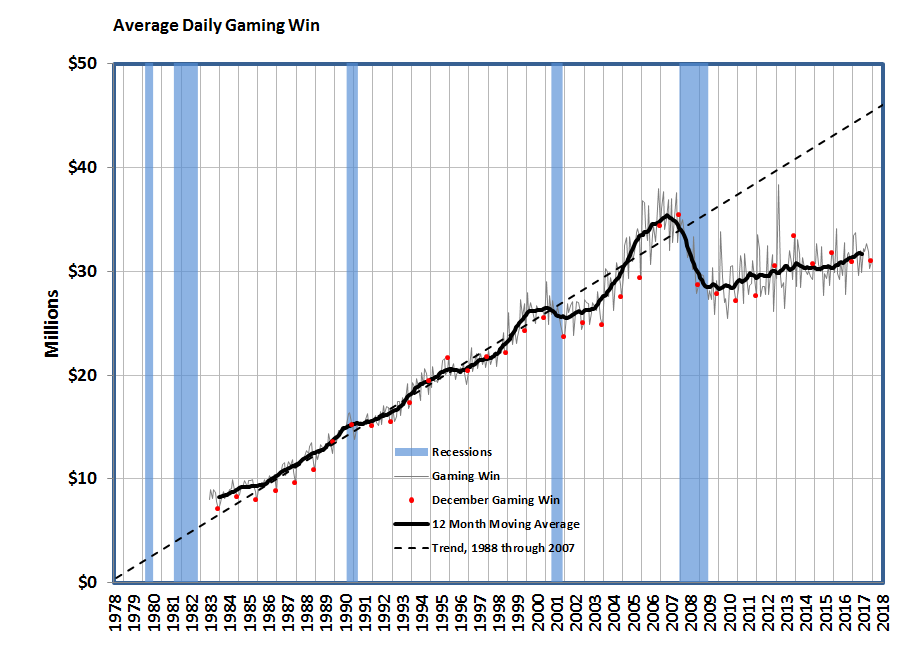 Average Daily Gaming Win
$50
$40
$30
$20
$10
$0
Millions
Recessions
Gaming Win
December Gaming Win
12 Month Moving Average
Trend, 1988 through 2007
1978 1979 1980 1981 1982 1983 1984 1985 1986 1987 1988 1989 1990 1991 1992 1993 1994 1995 1996 1997 1998 1999 2000 2001 2002 2003 2004 2005 2006 2007 2008 2009 2010 2011 2012 2013 2014 2015 2016 2017 2018